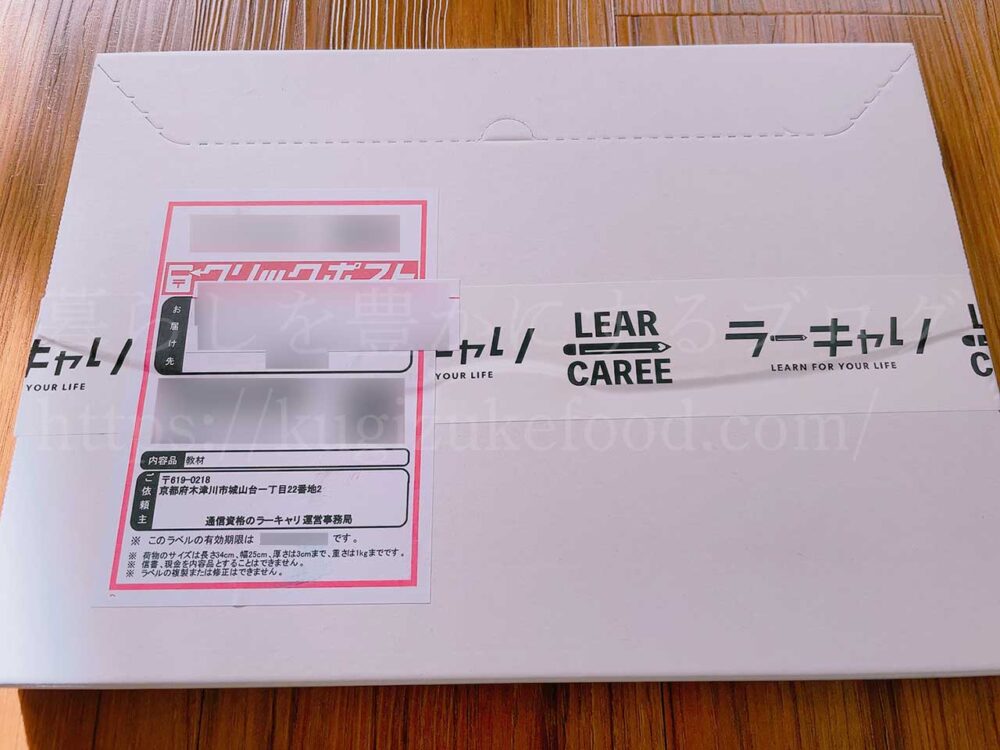 クリックポスト
お届け先
内容品 教材
ご依頼主
〒619-0218
京都府木津川市城山台一丁目22番地2
通信資格のラーキャリ運営事務局
※ このラベルの有効期限は です。
※ 荷物のサイズは長さ34cm、幅25cm、厚さは3cmまで、重さは1kgまでです。
※ 信書、現金を内容品とすることはできません。
※ ラベルの複製または修正はできません。
キャリ
YOUR LIFE
ーキャリ
YOUR LIFE
LEAR
CAREE
ラーキャリ
LEARN FOR YOUR LIFE
L
C
暮らしを豊かにするブログ
https://kugizukefood.com/